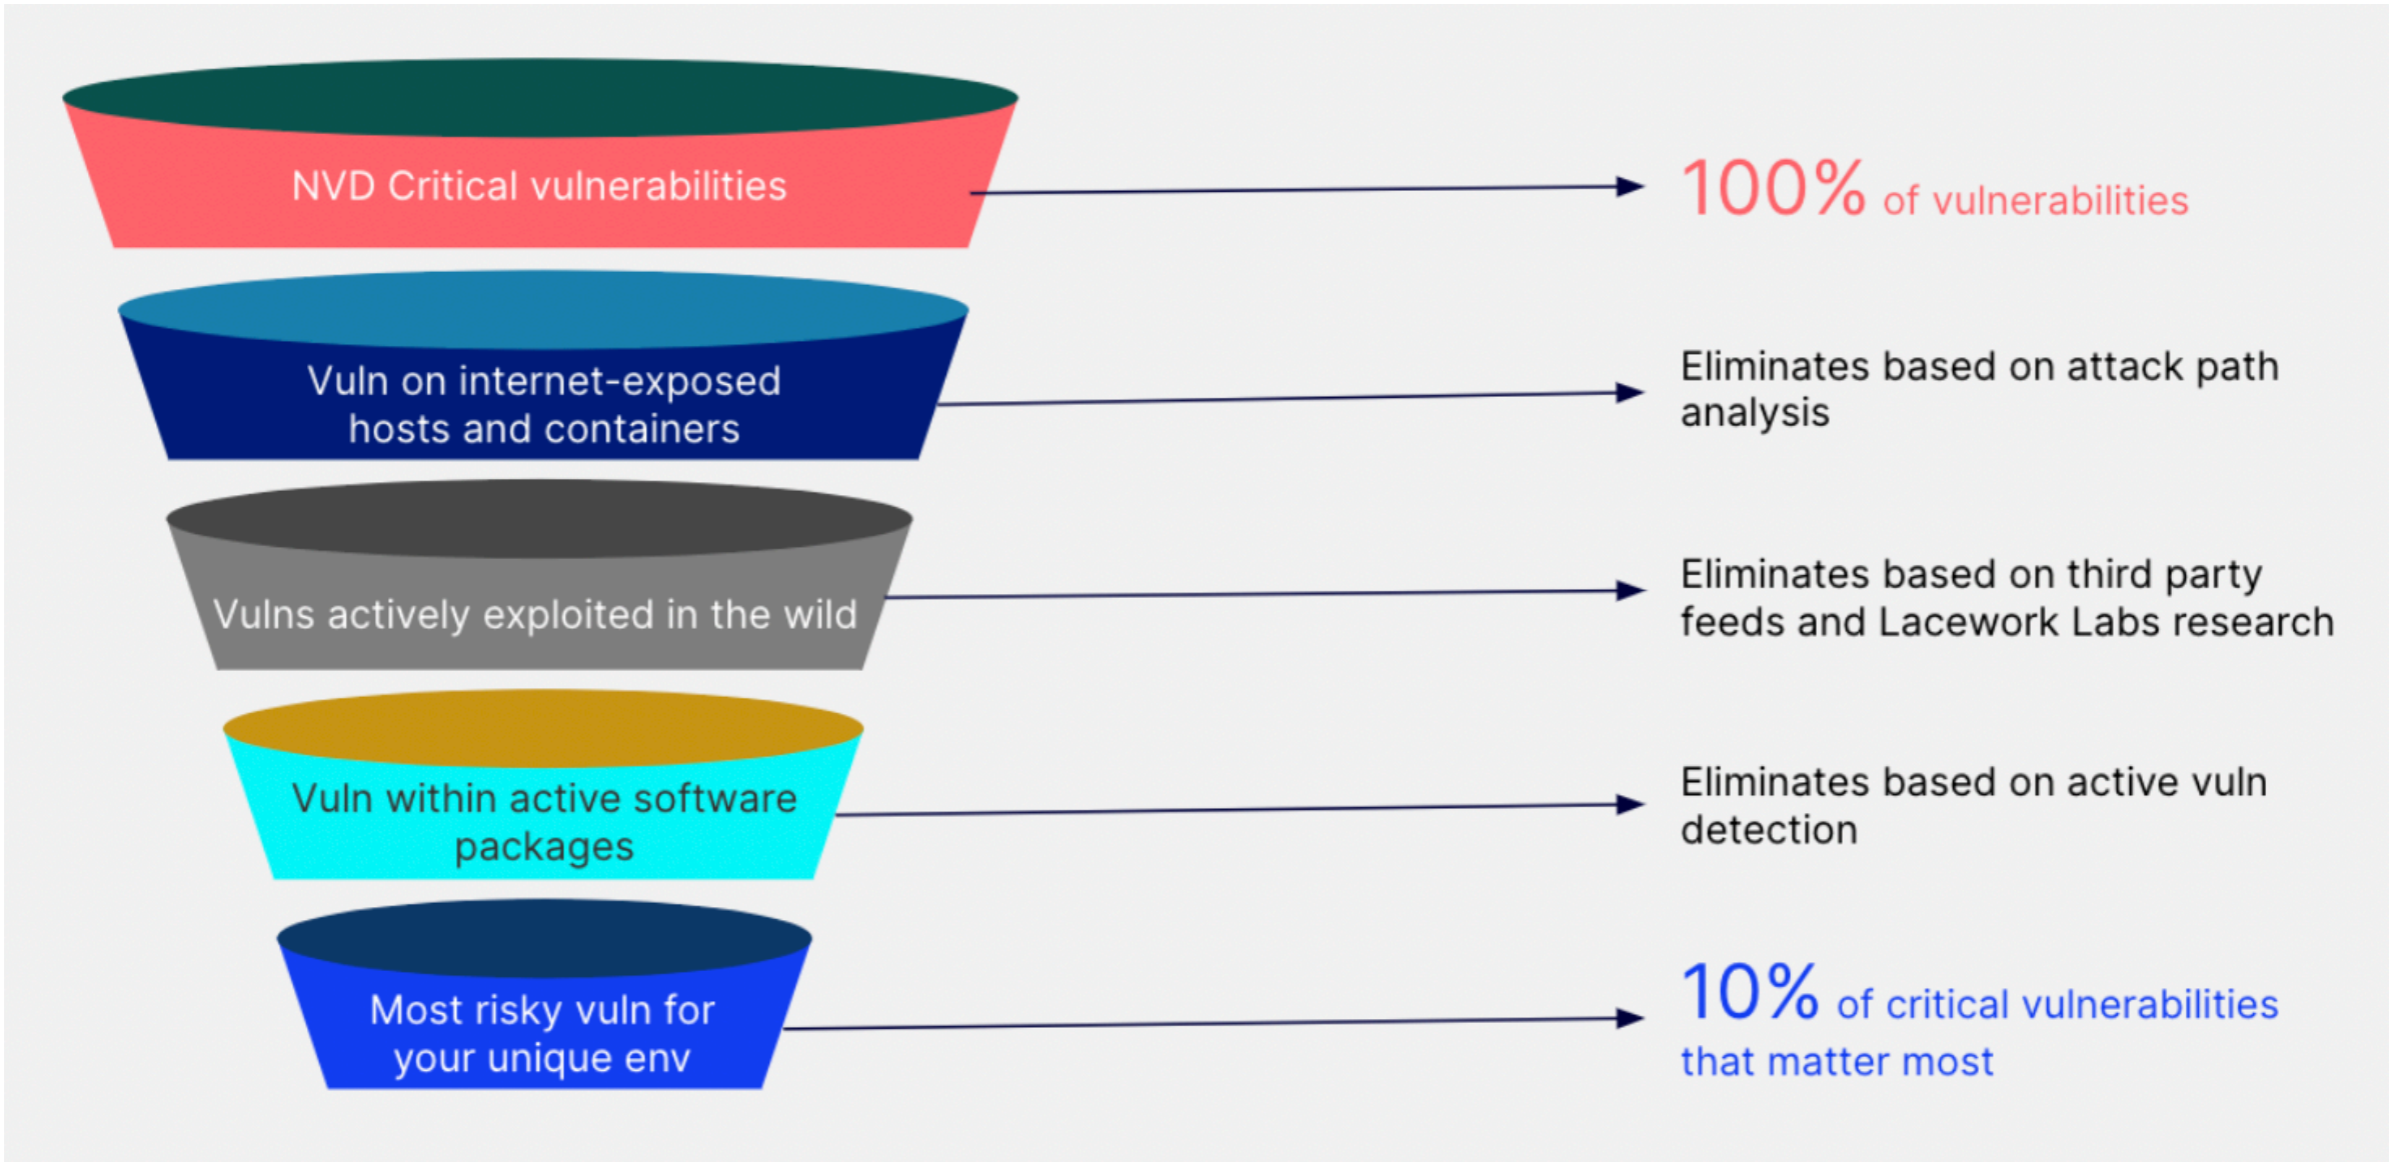 NVD Critical vulnerabilities
100% of vulnerabilities
Vuln on internet-exposed
hosts and containers
Eliminates based on attack path
analysis
Vulns actively exploited in the wild
Eliminates based on third party
feeds and Lacework Labs research
Vuln within active software
packages
Eliminates based on active vuln
detection
Most risky vuln for
your unique env
10% of critical vulnerabilities
that matter most